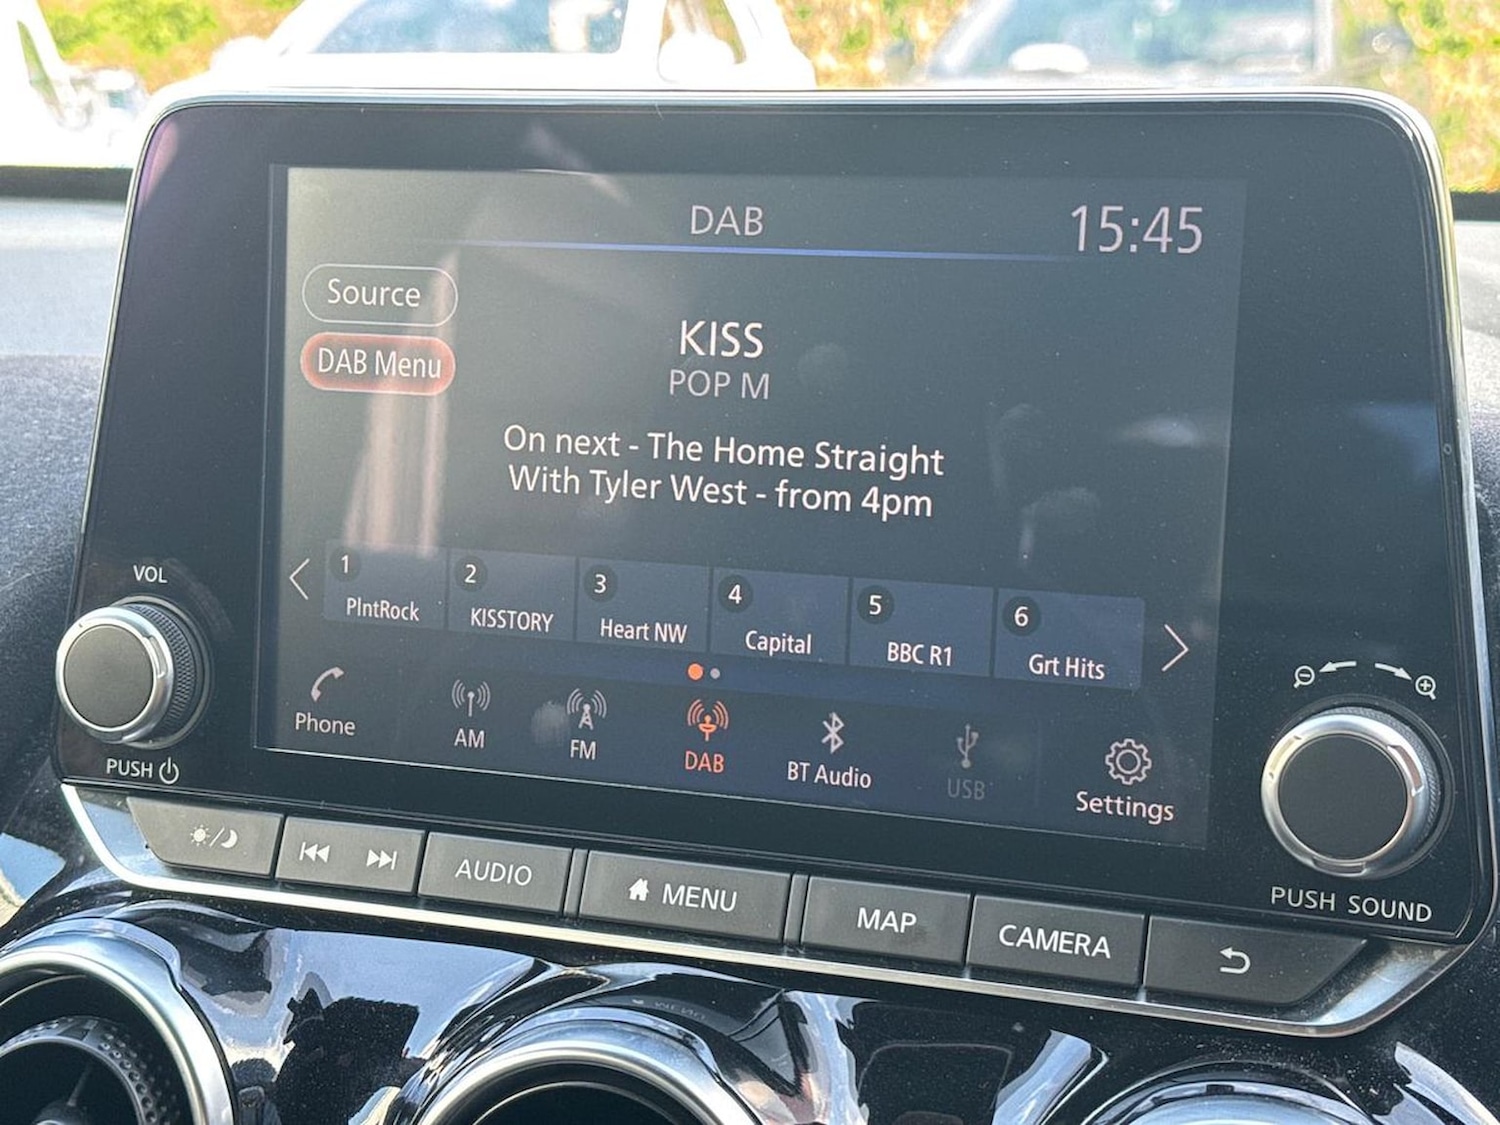 DAB
15:45
Source
DAB Menu
KISS
POP M
On next - The Home Straight
With Tyler West - from 4pm
1
PlntRock
2
KISSTORY
3
Heart NW
4
Capital
5
BBC R1
6
Grt Hits
Phone
AM
FM
DAB
BT Audio
USB
Settings
VOL
PUSH
PUSH SOUND
AUDIO
MENU
MAP
CAMERA